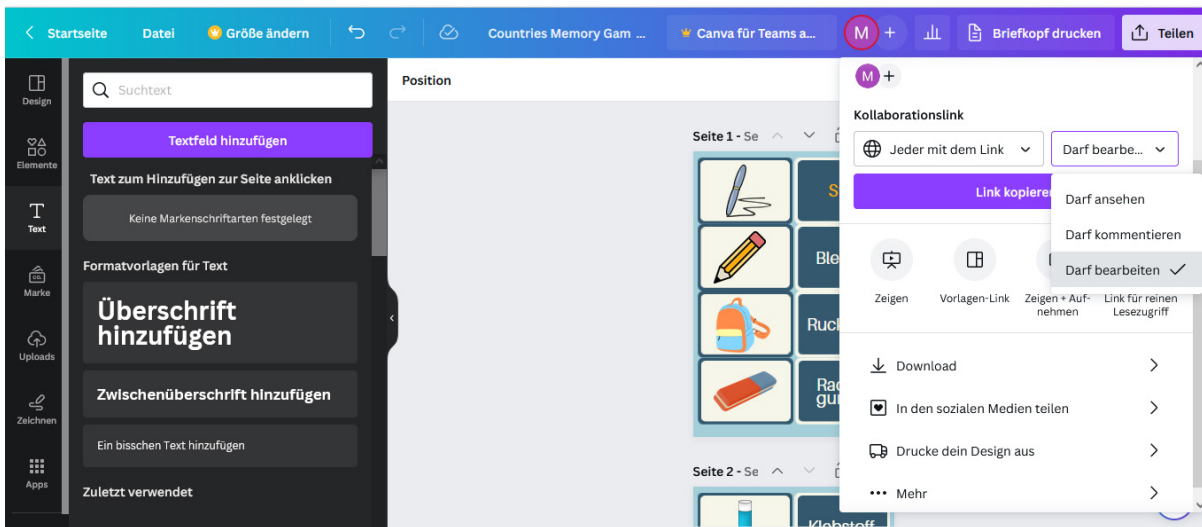 Startseite
Datei
Größe ändern
Countries Memory Gam ...
Canva für Teams a...
M
+
Briefkopf drucken
Teilen
Design
Elemente
Text
Marke
Uploads
Zeichnen
Apps
Suchtext
Textfeld hinzufügen
Text zum Hinzufügen zur Seite anklicken
Keine Markenschriftarten festgelegt
Formatvorlagen für Text
Überschrift
hinzufügen
Zwischenüberschrift hinzufügen
Ein bisschen Text hinzufügen
Zuletzt verwendet
Position
Seite 1 - Se
S
Ble
Ruc
Rad
gu
Seite 2 - Se
Klebstoff
M
+
Kollaborationslink
Jeder mit dem Link
Darf bearbe...
Link kopieren
Darf ansehen
Darf kommentieren
Darf bearbeiten
Zeigen
Vorlagen-Link
Zeigen + Auf-
nehmen
Link für reinen
Lesezugriff
Download
In den sozialen Medien teilen
Drucke dein Design aus
Mehr